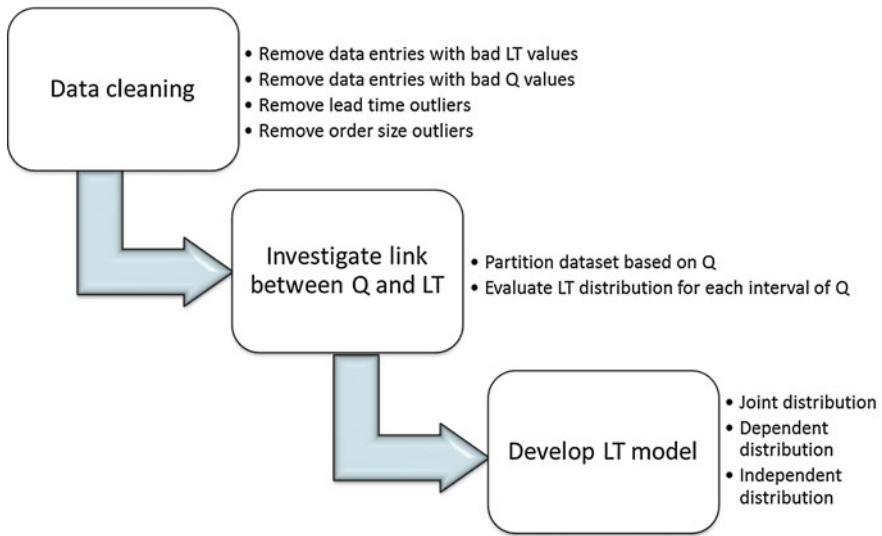 Data cleaning
• Remove data entries with bad LT values
• Remove data entries with bad Q values
• Remove lead time outliers
• Remove order size outliers
Investigate link
between Q and LT
• Partition dataset based on Q
• Evaluate LT distribution for each interval of Q
Develop LT model
• Joint distribution
• Dependent
distribution
• Independent
distribution